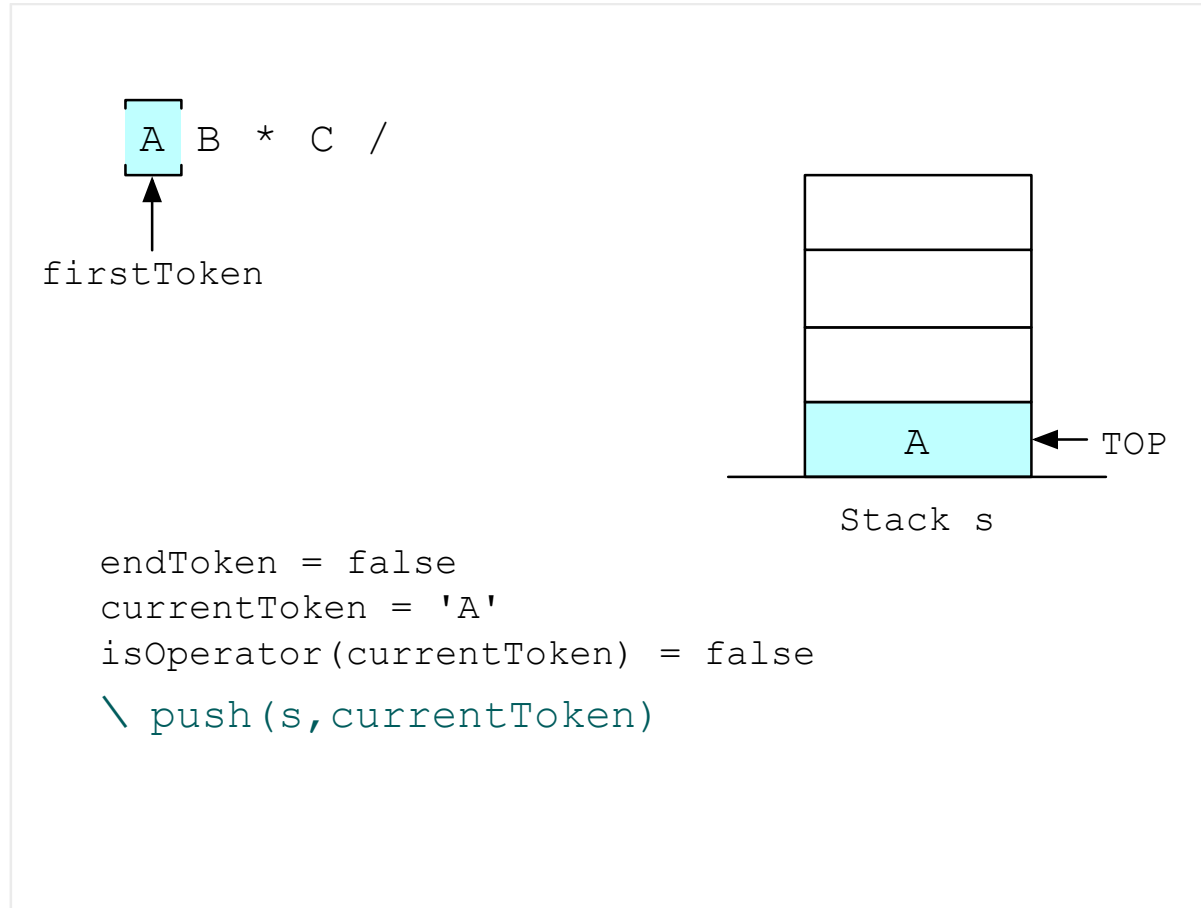 A B * C /
firstToken
A
TOP
Stack s
endToken = false
currentToken = 'A'
isOperator(currentToken) = false
\ push(s,currentToken)